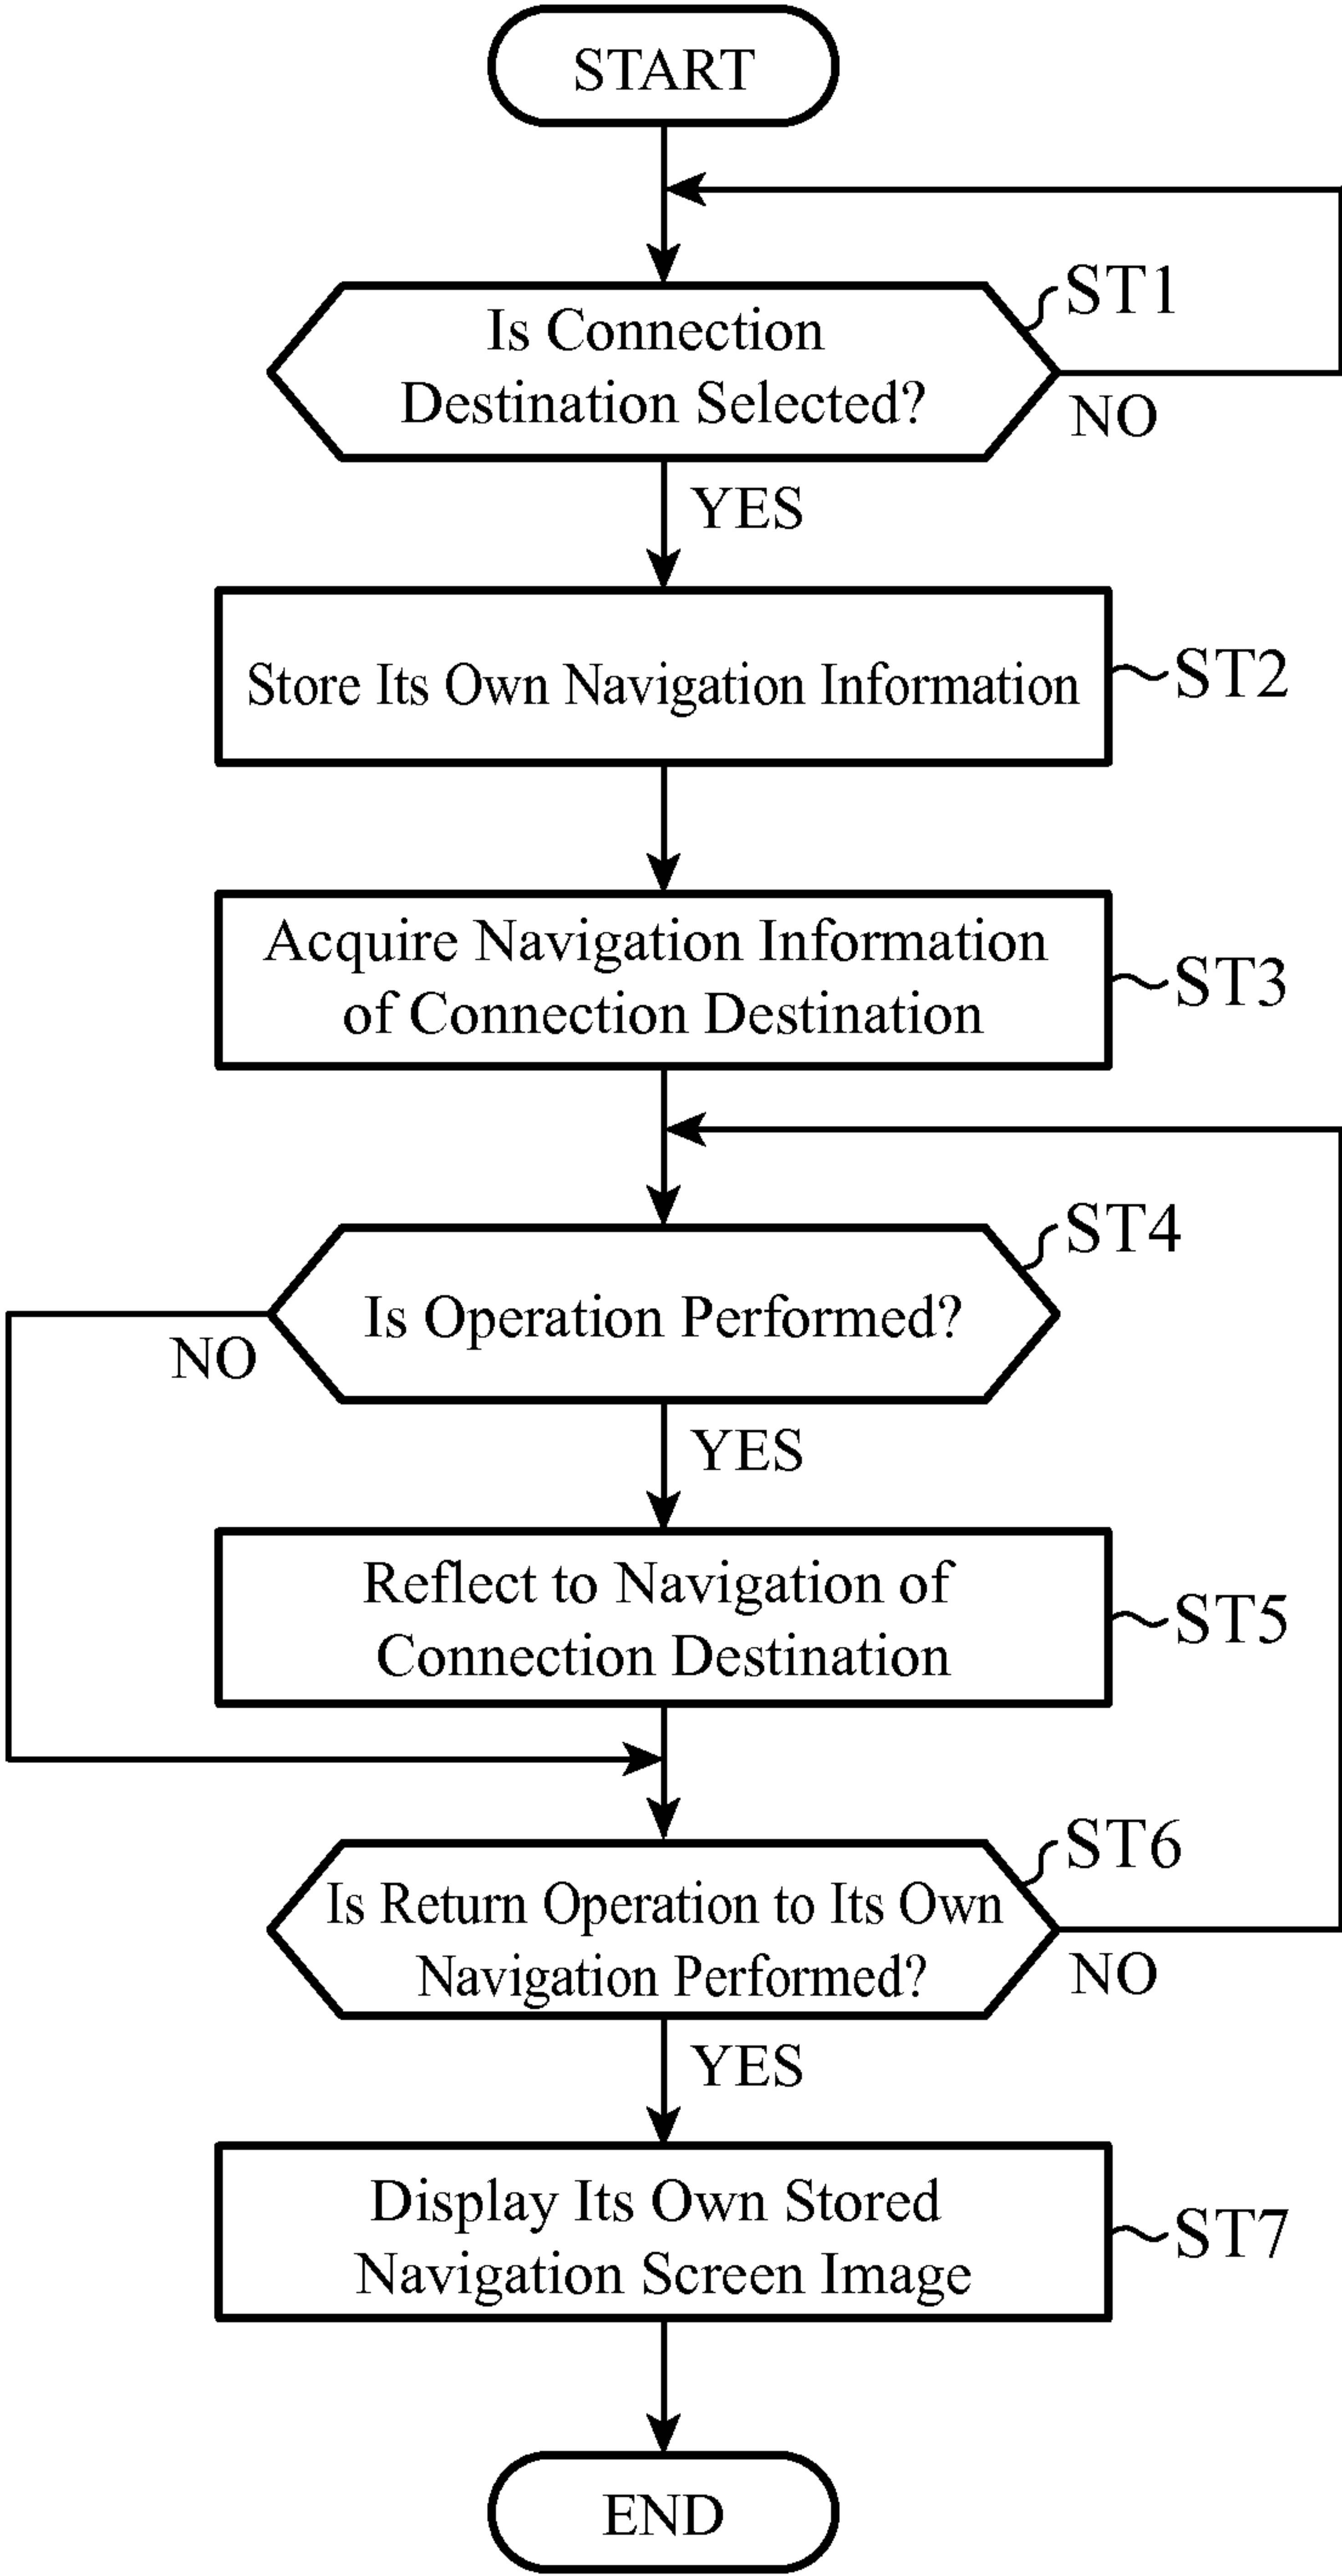 START
ST1
Is Connection
Destination Selected?
NO
YES
Store Its Own Navigation Information
ST2
Acquire Navigation Information
of Connection Destination
ST3
ST4
Is Operation Performed?
NO
YES
Reflect to Navigation of
Connection Destination
ST5
ST6
Is Return Operation to Its Own
Navigation Performed?
NO
YES
Display Its Own Stored
Navigation Screen Image
ST7
END